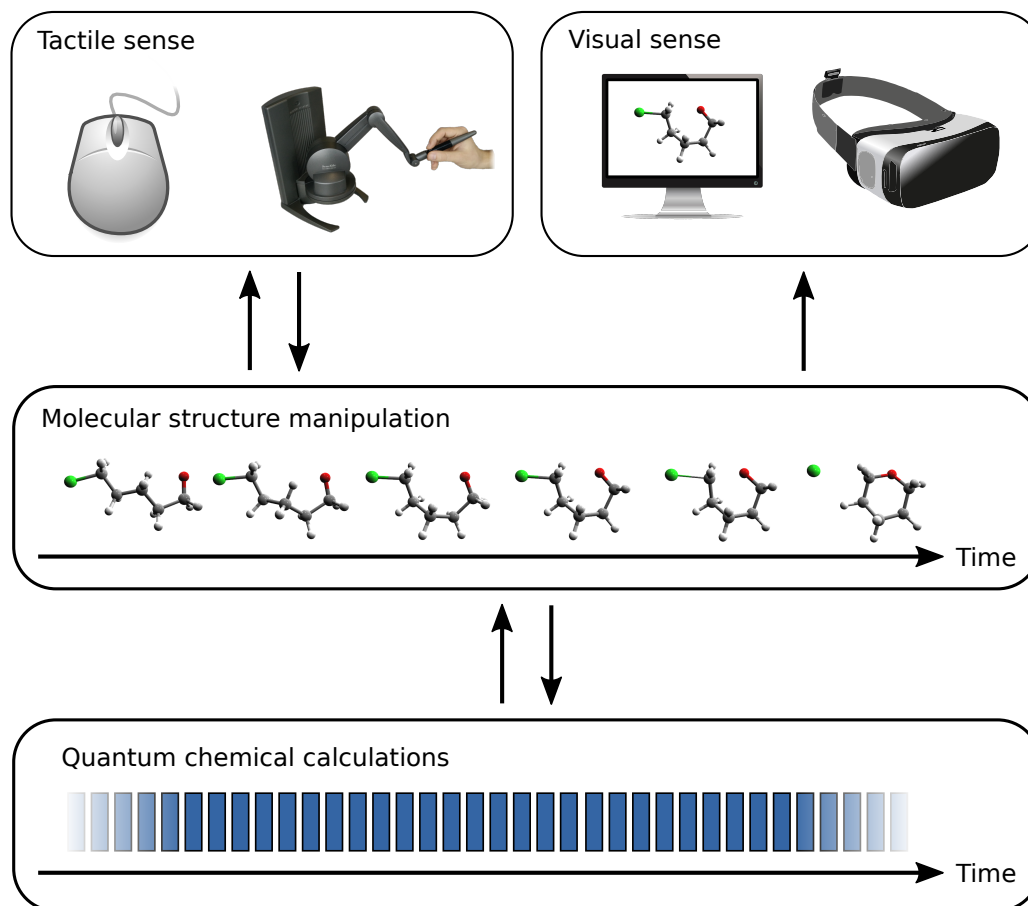 Tactile sense
Visual sense
Molecular structure manipulation
Time
Quantum chemical calculations
Time